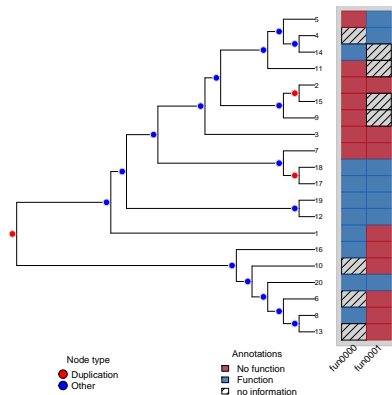 5
4
14
11
2
15
9
3
7
18
17
19
12
1
16
10
20
6
8
13
fun0000
fun0001
Node type
Duplication
Other
Annotations
No function
Function
no information